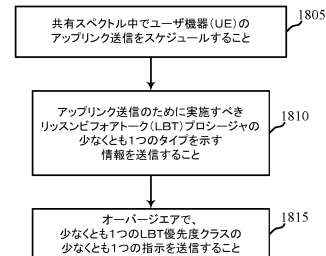 共有スペクトル中でユーザ機器(UE)の
アップリンク送信をスケジュールすること
1805
アップリンク送信のために実施すべき
リッスンビフォアトーク(LBT)プロシージャの
少なくとも1つのタイプを示す
情報を送信すること
1810
オーバージエアで、
少なくとも1つのLBT優先度クラスの
少なくとも1つの指示を送信すること
1815